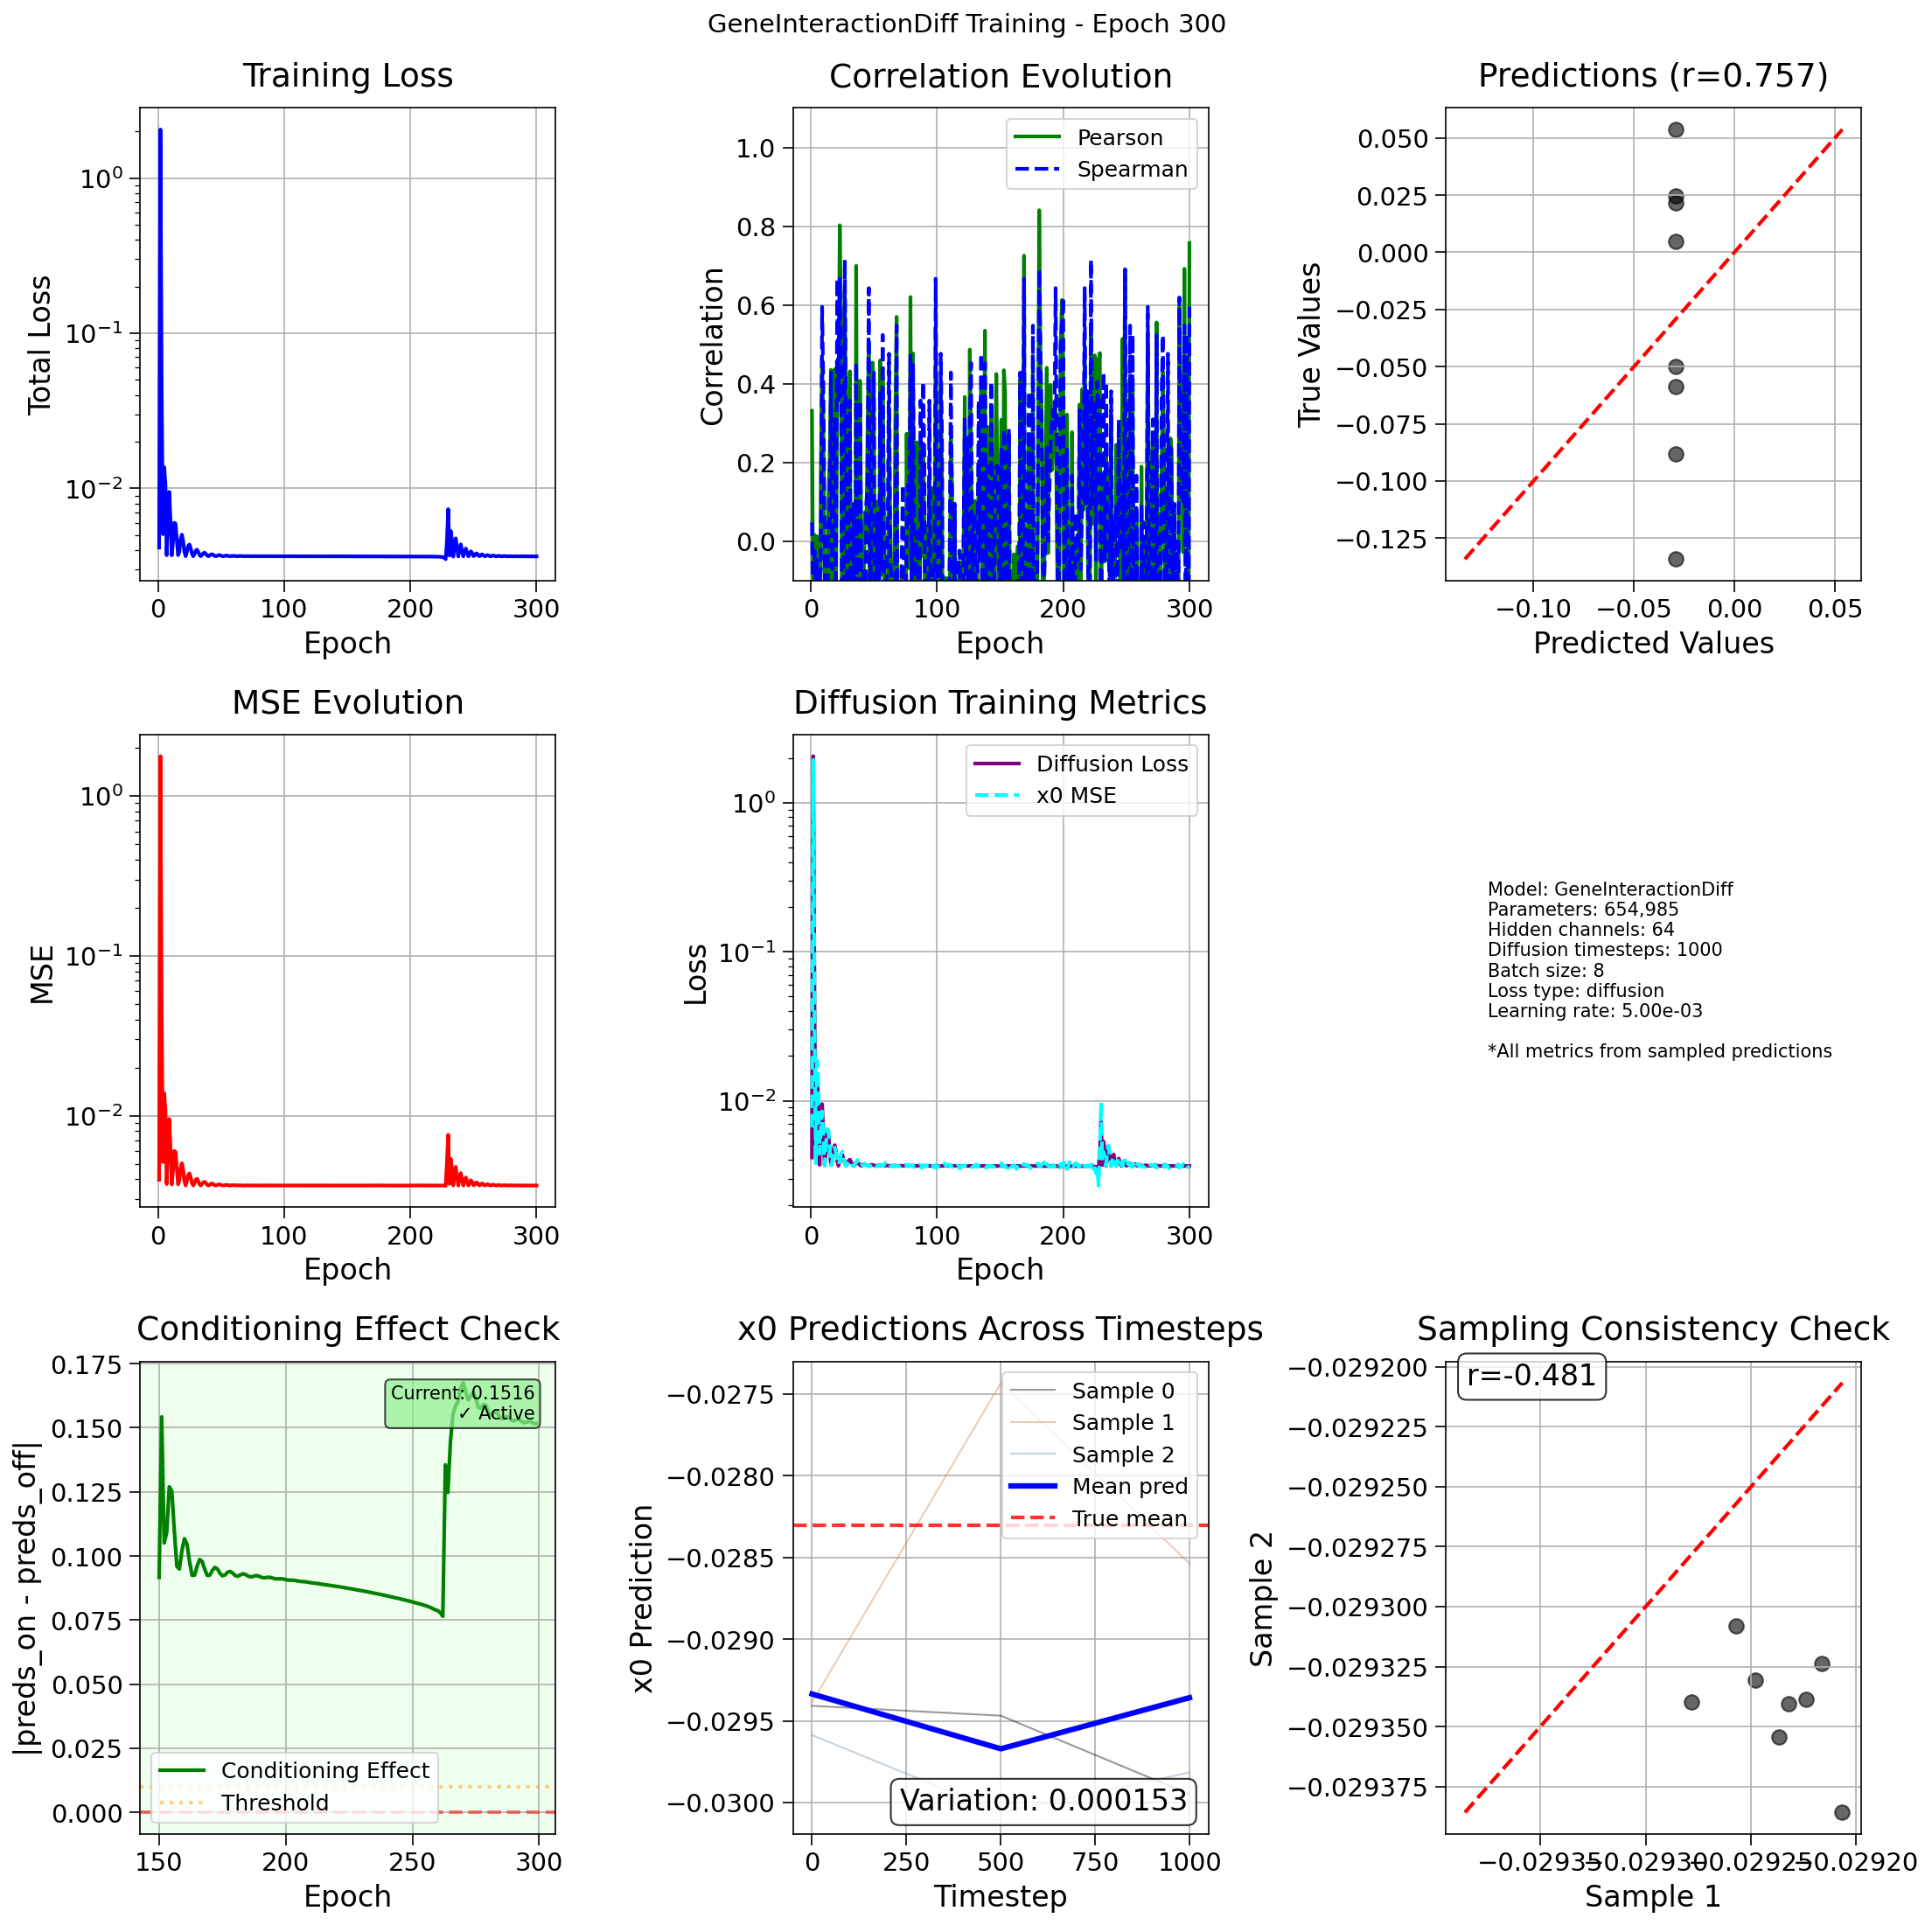 GeneInteractionDiff Training - Epoch 300
Training Loss
Total Loss
10⁰
10⁻¹
10⁻²
0
100
200
300
Epoch
Correlation Evolution
Correlation
1.0
0.8
0.6
0.4
0.2
0.0
Pearson
Spearman
0
100
200
300
Epoch
Predictions (r=0.757)
True Values
0.050
0.025
0.000
−0.025
−0.050
−0.075
−0.100
−0.125
−0.10
−0.05
0.00
0.05
Predicted Values
MSE Evolution
MSE
10⁰
10⁻¹
10⁻²
0
100
200
300
Epoch
Diffusion Training Metrics
Loss
10⁰
10⁻¹
10⁻²
Diffusion Loss
x0 MSE
0
100
200
300
Epoch
Model: GeneInteractionDiff
Parameters: 654,985
Hidden channels: 64
Diffusion timesteps: 1000
Batch size: 8
Loss type: diffusion
Learning rate: 5.00e-03
*All metrics from sampled predictions
Conditioning Effect Check
|preds_on - preds_off|
0.175
0.150
0.125
0.100
0.075
0.050
0.025
0.000
Current: 0.1516
✓ Active
Conditioning Effect
Threshold
150
200
250
300
Epoch
x0 Predictions Across Timesteps
x0 Prediction
−0.0275
−0.0280
−0.0285
−0.0290
−0.0295
−0.0300
Sample 0
Sample 1
Sample 2
Mean pred
True mean
Variation: 0.000153
0
250
500
750
1000
Timestep
Sampling Consistency Check
Sample 2
−0.029200
−0.029225
−0.029250
−0.029275
−0.029300
−0.029325
−0.029350
−0.029375
r=-0.481
−0.02935
−0.02930
−0.02925
−0.02920
Sample 1